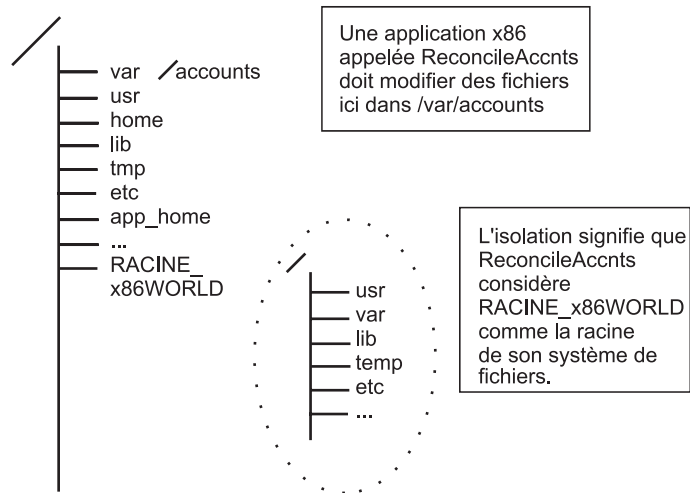 Une application x86
appelée ReconcileAccnts
doit modifier des fichiers
ici dans /var/accounts
var /accounts
usr
home
lib
tmp
etc
app_home
...
RACINE_
x86WORLD
L'isolation signifie que
ReconcileAccnts
considère
RACINE_x86WORLD
comme la racine
de son système de
fichiers.
/
/
usr
var
lib
temp
etc
...